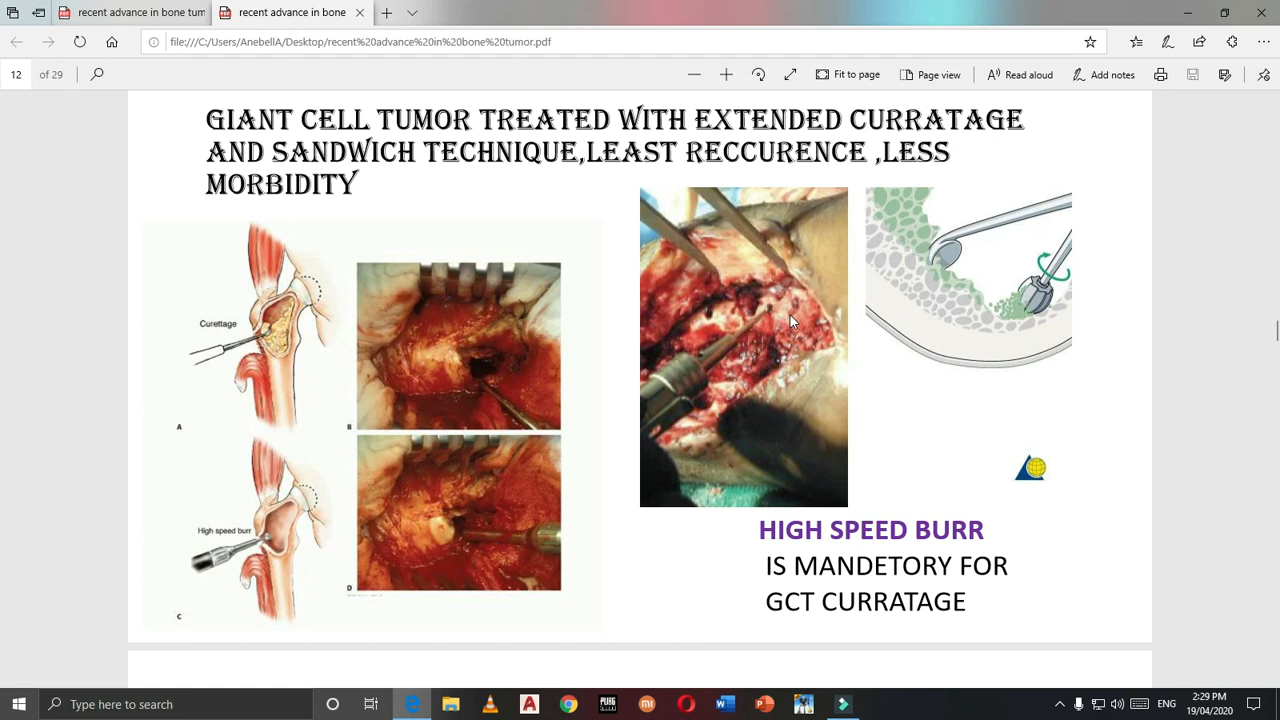 recent advance in bone tume
recent advance in bone
file:///C:/Users/AnebellA/Desktop/recent%20advance%20in%20bone%20tumor.pdf
12 of 29
Fit to page
Page view
Read aloud
Add notes
GIANT CELL TUMOR TREATED WITH EXTENDED CURRATAGE
AND SANDWICH TECHNIQUE,LEAST RECCURENCE ,LESS
MORBIDITY
Curettage
A
B
High speed burr
C
D
HIGH SPEED BURR
IS MANDETORY FOR
GCT CURRATAGE
Type here to search
ENG
2:29 PM
19/04/2020